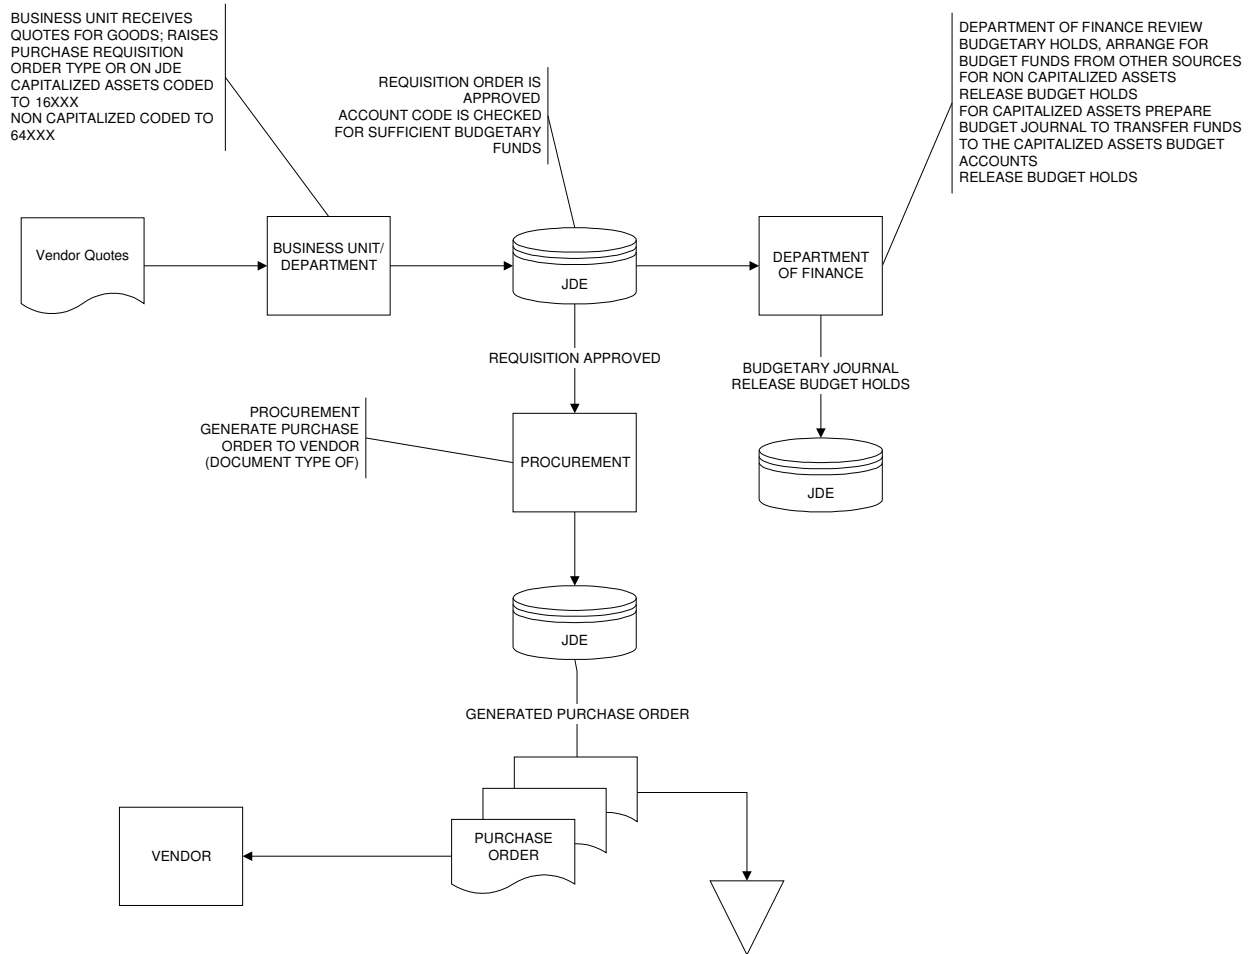 BUSINESS UNIT RECEIVES
QUOTES FOR GOODS; RAISES
PURCHASE REQUISITION
ORDER TYPE OR ON JDE
CAPITALIZED ASSETS CODED
TO 16XXX
NON CAPITALIZED CODED TO
64XXX
REQUISITION ORDER IS
APPROVED
ACCOUNT CODE IS CHECKED
FOR SUFFICIENT BUDGETARY
FUNDS
DEPARTMENT OF FINANCE REVIEW
BUDGETARY HOLDS, ARRANGE FOR
BUDGET FUNDS FROM OTHER SOURCES
FOR NON CAPITALIZED ASSETS
RELEASE BUDGET HOLDS
FOR CAPITALIZED ASSETS PREPARE
BUDGET JOURNAL TO TRANSFER FUNDS
TO THE CAPITALIZED ASSETS BUDGET
ACCOUNTS
RELEASE BUDGET HOLDS
Vendor Quotes
BUSINESS UNIT/
DEPARTMENT
JDE
DEPARTMENT
OF FINANCE
REQUISITION APPROVED
BUDGETARY JOURNAL
RELEASE BUDGET HOLDS
PROCUREMENT
GENERATE PURCHASE
ORDER TO VENDOR
(DOCUMENT TYPE OF)
PROCUREMENT
JDE
JDE
GENERATED PURCHASE ORDER
VENDOR
PURCHASE
ORDER